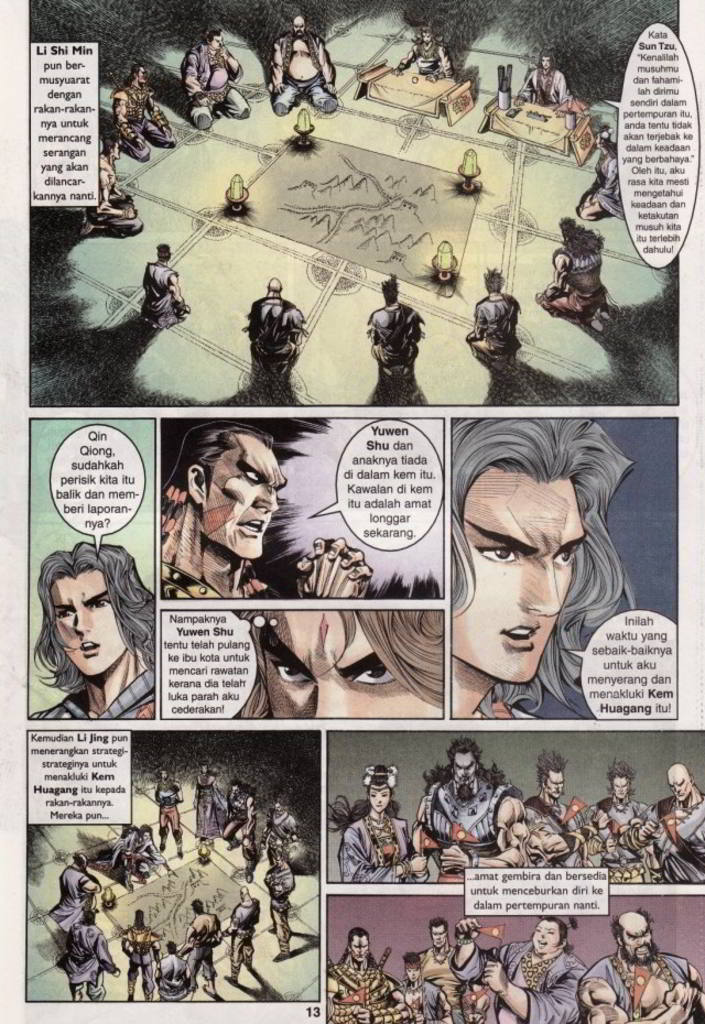 Li Shi Min
pun ber-
musyuarat
dengan
rakan-rakan-
nya untuk
merancang
serangan
yang akan
dilancar-
kannya nanti.
Kata
Sun Tzu,
"Kenalilah
musuhmu
dan fahami-
lah dirimu
sendiri dalam
pertempuran itu,
anda tentu tidak
akan terjebak ke
dalam keadaan
yang berbahaya."
Oleh itu, aku
rasa kita mesti
mengetahui
keadaan dan
ketakutan
musuh kita
itu terlebih
dahulu!
Qin
Qiong,
sudahkah
perisik kita itu
balik dan mem-
beri laporan-
nya?
Yuwen
Shu dan
anaknya tiada
di dalam kem itu.
Kawalan di kem
itu adalah amat
longgar
sekarang.
Nampaknya
Yuwen Shu
tentu telah pulang
ke ibu kota untuk
mencari rawatan
kerana dia telah
luka parah aku
cederakan!
Inilah
waktu yang
sebaik-baiknya
untuk aku
menyerang dan
menakluki Kem
Huagang itu!
Kemudian Li Jing pun
menerangkan strategi-
strateginya untuk
menakluki Kem
Huagang itu kepada
rakan-rakannya.
Mereka pun...
...amat gembira dan bersedia
untuk menceburkan diri ke
dalam pertempuran nanti.
13